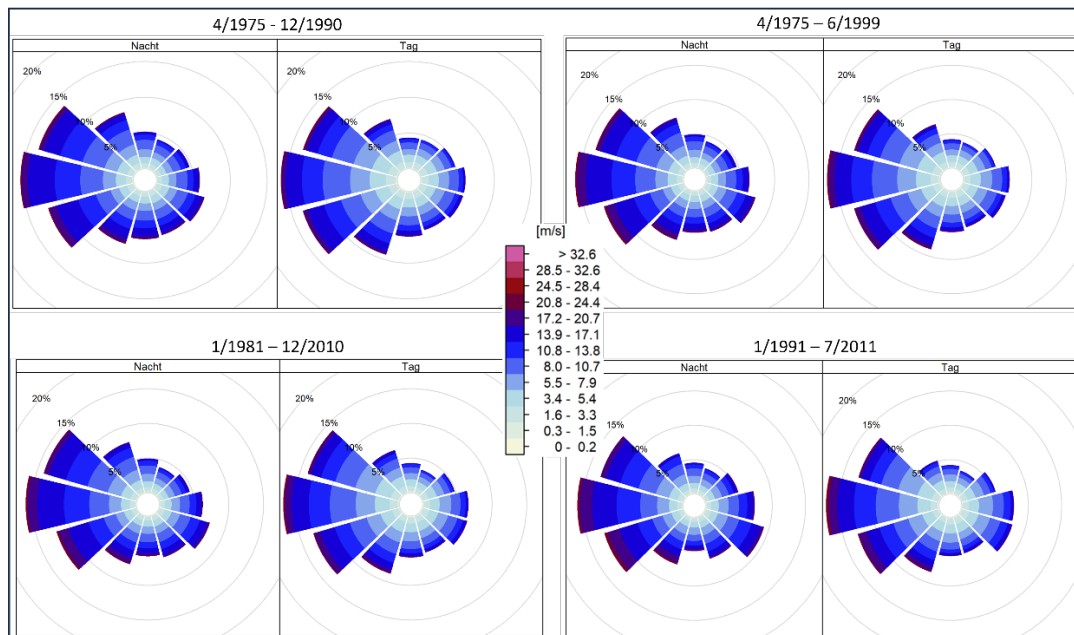 4/1975 - 12/1990
4/1975 – 6/1999
Nacht
Tag
Nacht
Tag
20%
15%
10%
5%
20%
15%
10%
5%
20%
15%
10%
5%
20%
15%
10%
5%
[m/s]
> 32.6
28.5 - 32.6
24.5 - 28.4
20.8 - 24.4
17.2 - 20.7
13.9 - 17.1
10.8 - 13.8
8.0 - 10.7
5.5 - 7.9
3.4 - 5.4
1.6 - 3.3
0.3 - 1.5
0 - 0.2
1/1981 – 12/2010
1/1991 - 7/2011
Nacht
Tag
Nacht
Tag
20%
15%
10%
5%
20%
15%
10%
5%
20%
15%
10%
5%
20%
15%
10%
5%